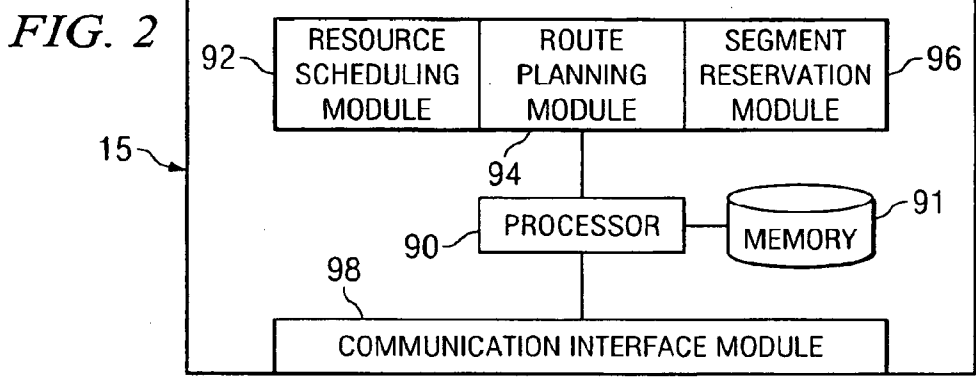 FIG. 2
92
RESOURCE
SCHEDULING
MODULE
ROUTE
PLANNING
MODULE
SEGMENT
RESERVATION
MODULE
96
15
94
90
PROCESSOR
MEMORY
91
98
COMMUNICATION INTERFACE MODULE